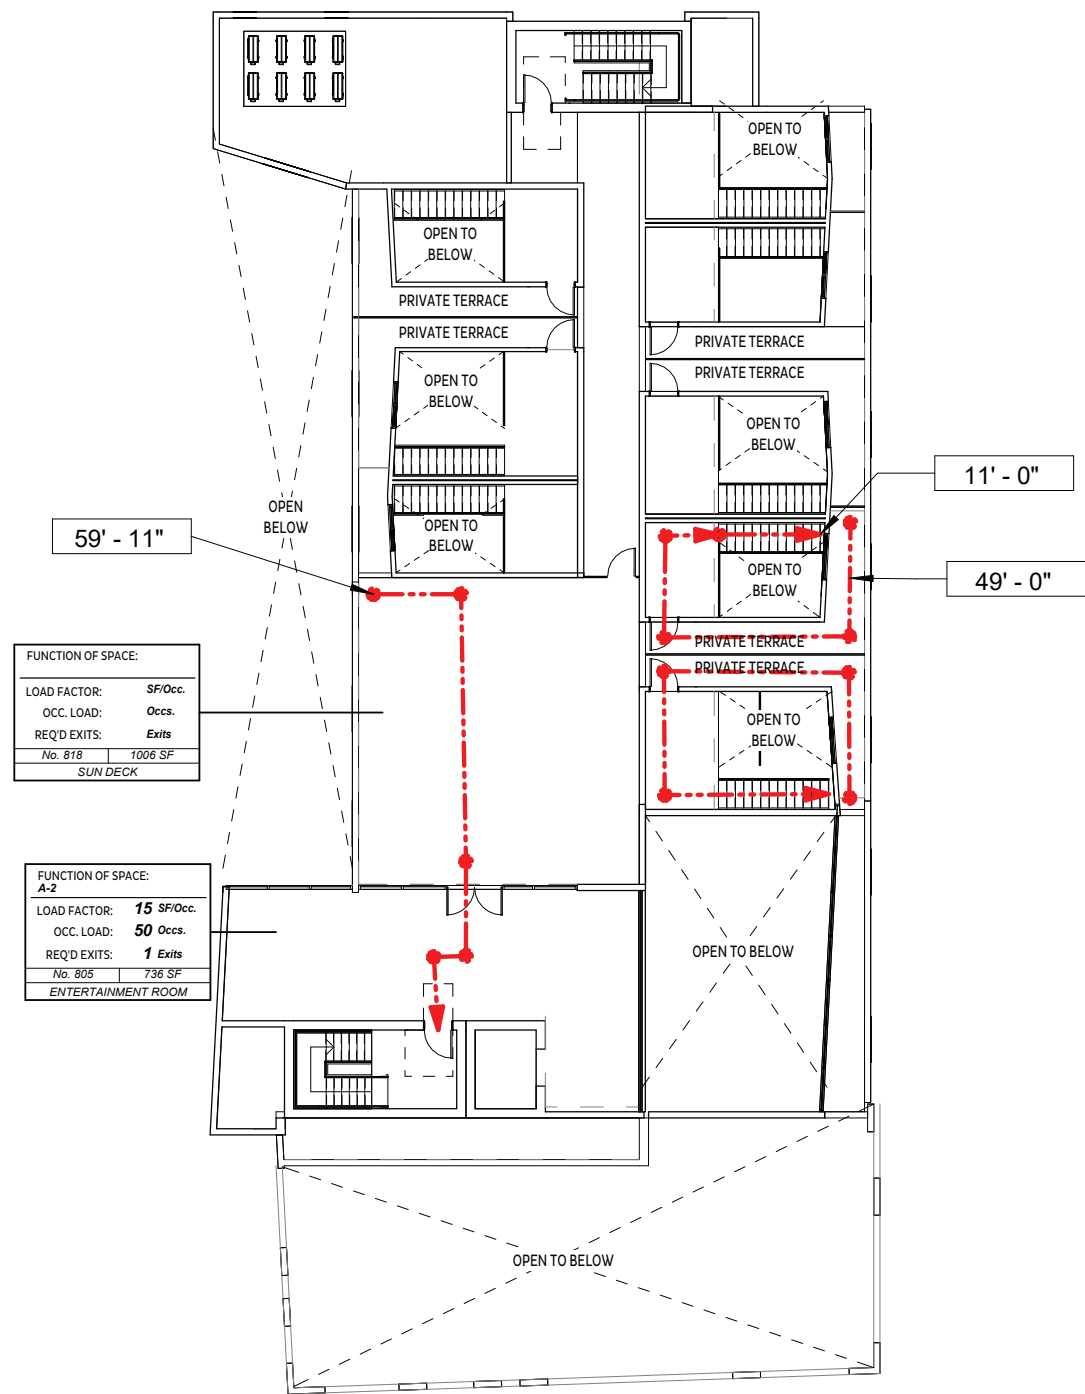 OPEN TO
BELOW
OPEN TO
BELOW
PRIVATE TERRACE
PRIVATE TERRACE
PRIVATE TERRACE
PRIVATE TERRACE
OPEN TO
BELOW
OPEN TO
BELOW
11' - 0"
OPEN
BELOW
59' - 11"
OPEN TO
BELOW
OPEN TO
BELOW
49' - 0"
PRIVATE TERRACE
PRIVATE TERRACE
FUNCTION OF SPACE:
LOAD FACTOR: SF/Occ.
OCC. LOAD: Occs.
REQ'D EXITS: Exits
No. 818 1006 SF
SUN DECK
OPEN TO
BELOW
FUNCTION OF SPACE:
A-2
LOAD FACTOR: 15 SF/Occ.
OCC. LOAD: 50 Occs.
REQ'D EXITS: 1 Exits
No. 805 736 SF
ENTERTAINMENT ROOM
OPEN TO BELOW
OPEN TO BELOW